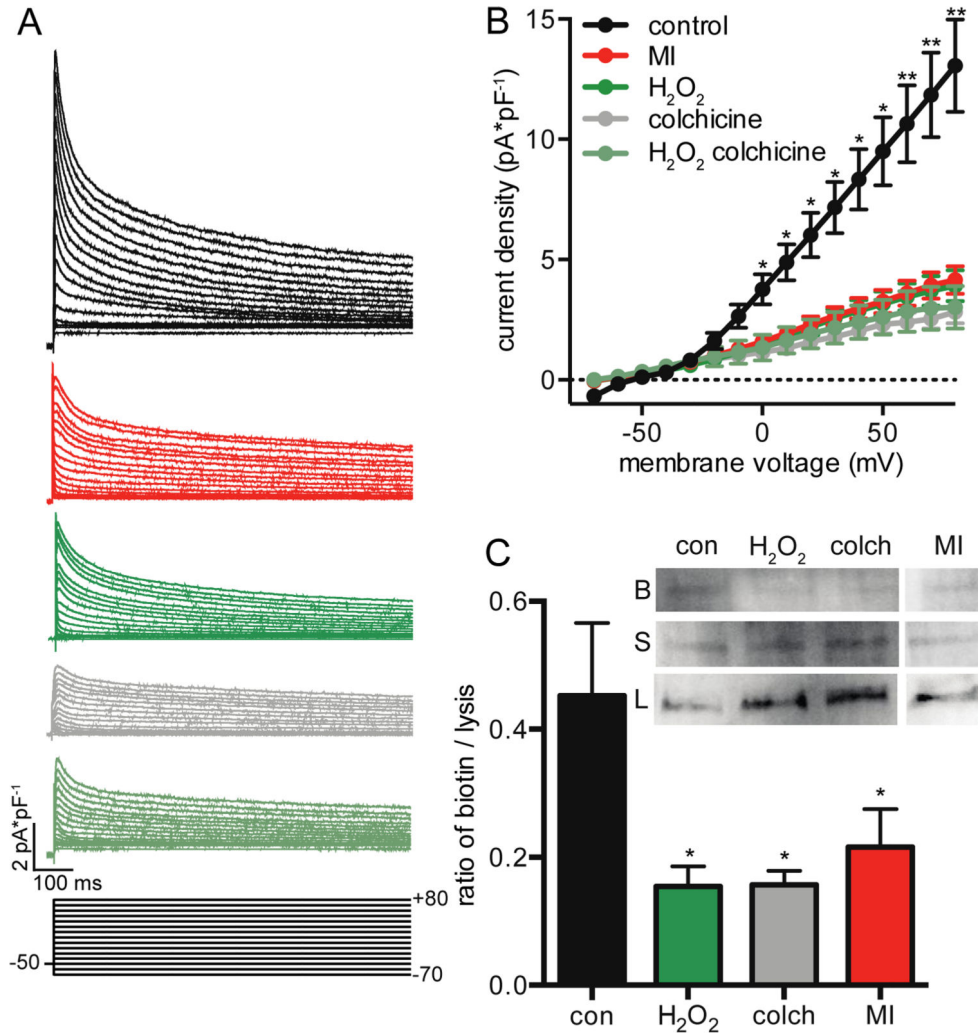 A
2 pA*pF⁻¹
100 ms
+80
-50
-70
B
control
MI
H₂O₂
colchicine
H₂O₂ colchicine
* * * * * * ** ** **
15
10
5
0
current density (pA*pF⁻¹)
-50 0 50
membrane voltage (mV)
C
con H₂O₂ colch MI
B
S
L
0.6
0.4
0.2
0.0
ratio of biotin / lysis
* * *
con H₂O₂ colch MI